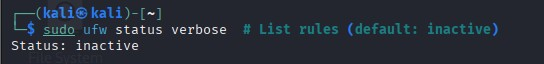 ┌──(kali㉿kali)-[~]
└─$ sudo ufw status verbose  # List rules (default: inactive)
Status: inactive